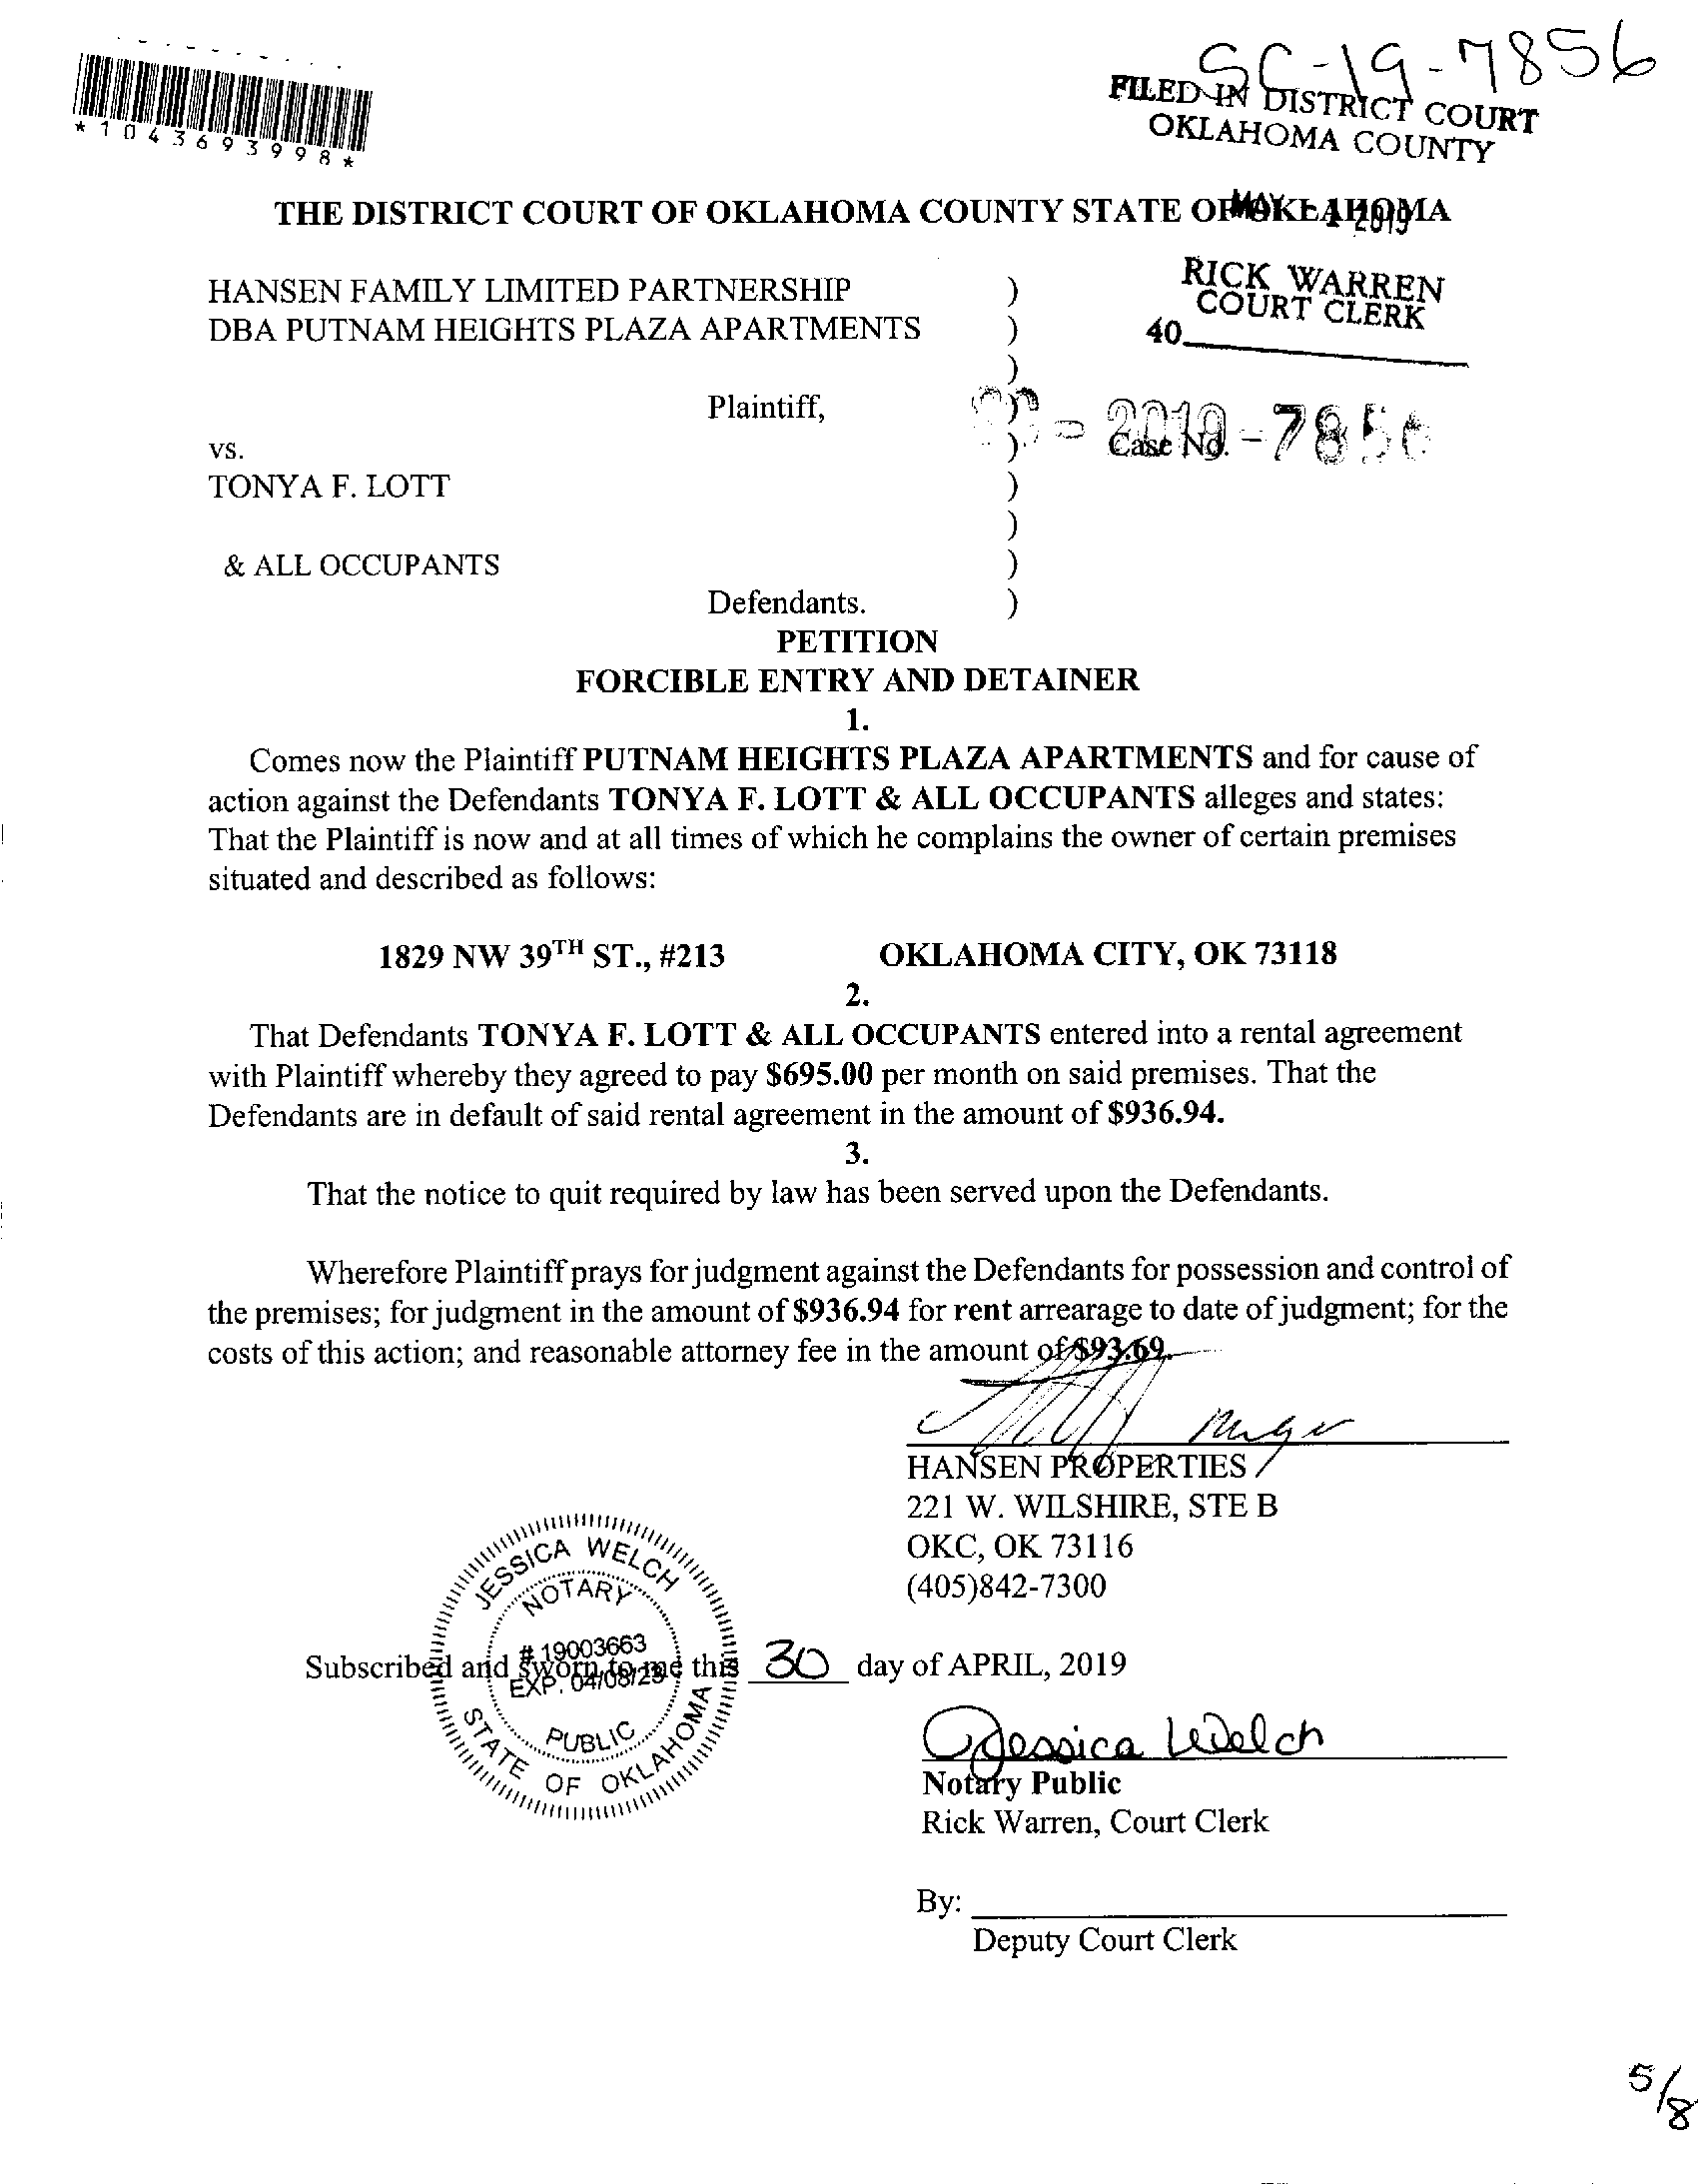 SC-19-7856
*1043693998*
FILED IN DISTRICT COURT
OKLAHOMA COUNTY
MAY - 1 2019
THE DISTRICT COURT OF OKLAHOMA COUNTY STATE OF OKLAHOMA
RICK WARREN
COURT CLERK
40
HANSEN FAMILY LIMITED PARTNERSHIP )
DBA PUTNAM HEIGHTS PLAZA APARTMENTS )
)
Plaintiff, )
- 2019 - 7856
vs. ) Case No.
TONYA F. LOTT )
)
& ALL OCCUPANTS )
Defendants. )
PETITION
FORCIBLE ENTRY AND DETAINER
1.
Comes now the Plaintiff PUTNAM HEIGHTS PLAZA APARTMENTS and for cause of
action against the Defendants TONYA F. LOTT & ALL OCCUPANTS alleges and states:
That the Plaintiff is now and at all times of which he complains the owner of certain premises
situated and described as follows:
1829 NW 39TH ST., #213 OKLAHOMA CITY, OK 73118
2.
That Defendants TONYA F. LOTT & ALL OCCUPANTS entered into a rental agreement
with Plaintiff whereby they agreed to pay $695.00 per month on said premises. That the
Defendants are in default of said rental agreement in the amount of $936.94.
3.
That the notice to quit required by law has been served upon the Defendants.
Wherefore Plaintiff prays for judgment against the Defendants for possession and control of
the premises; for judgment in the amount of $936.94 for rent arrearage to date of judgment; for the
costs of this action; and reasonable attorney fee in the amount of $93.69.
HANSEN PROPERTIES
221 W. WILSHIRE, STE B
OKC, OK 73116
(405)842-7300
JESSICA WELCH
NOTARY
# 19003663
EXP. 04/08/23
PUBLIC
STATE OF OKLAHOMA
Subscribed and sworn to me this 30 day of APRIL, 2019
Jessica Welch
Notary Public
Rick Warren, Court Clerk
By:
Deputy Court Clerk
5/8